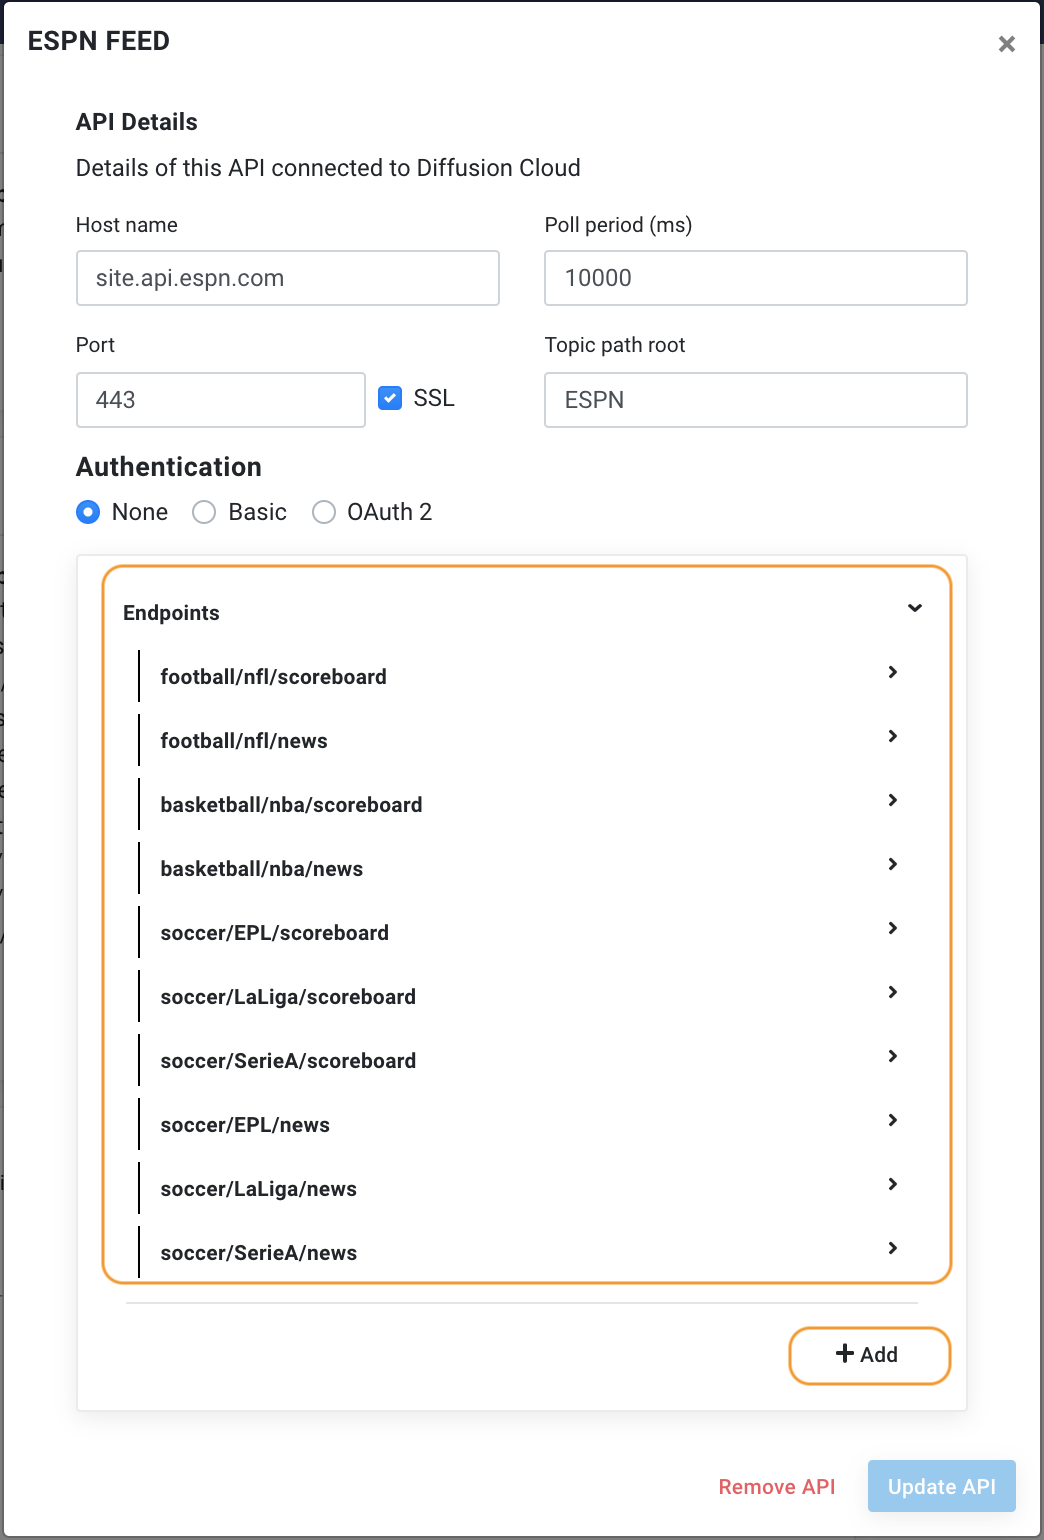 ESPN FEED
API Details
Details of this API connected to Diffusion Cloud
Host name
Poll period (ms)
site.api.espn.com
10000
Port
Topic path root
443
SSL
ESPN
Authentication
None
Basic
OAuth 2
Endpoints
football/nfl/scoreboard
football/nfl/news
basketball/nba/scoreboard
basketball/nba/news
soccer/EPL/scoreboard
soccer/LaLiga/scoreboard
soccer/SerieA/scoreboard
soccer/EPL/news
soccer/LaLiga/news
soccer/SerieA/news
Add
Remove API
Update API